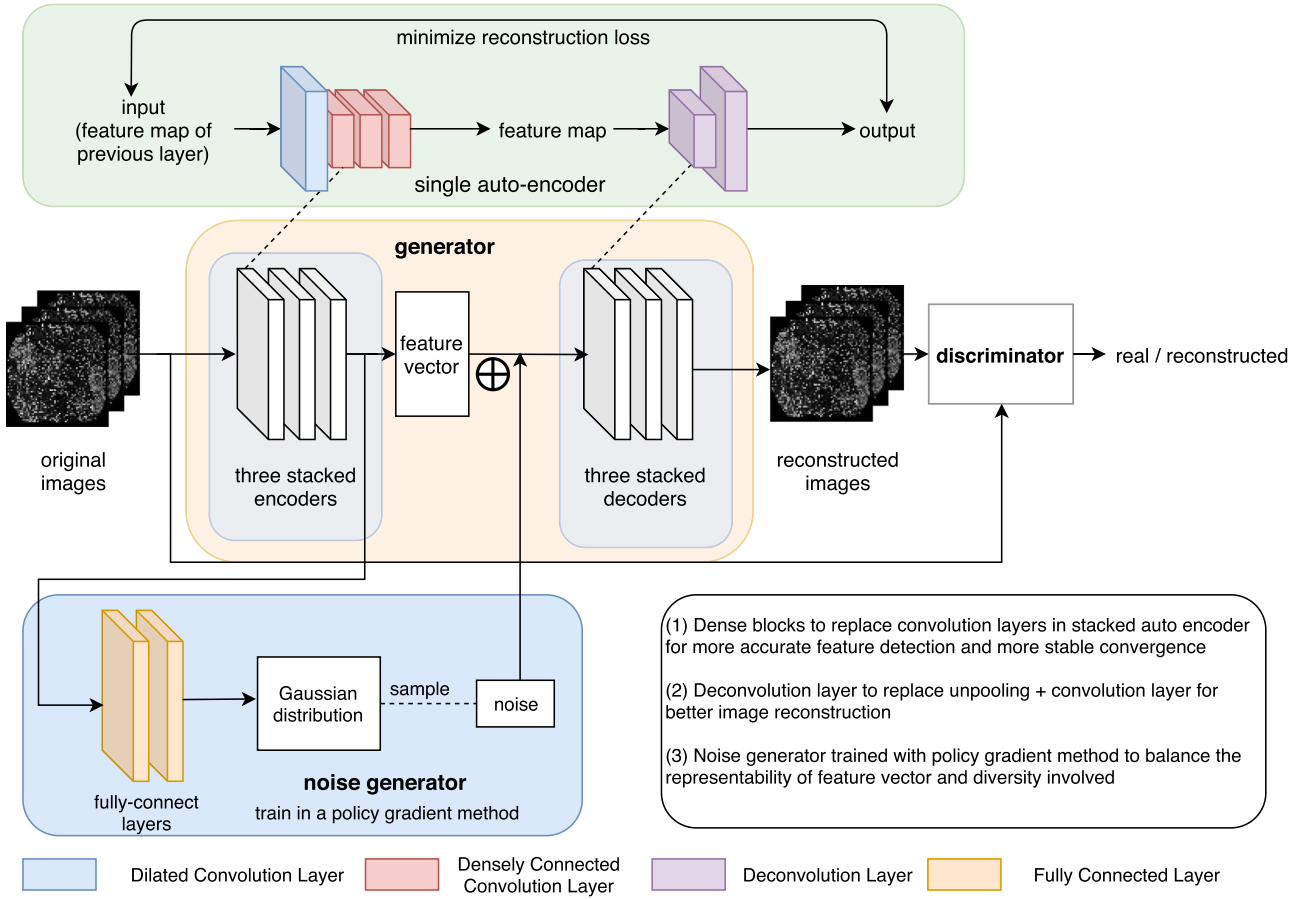 minimize reconstruction loss
input
(feature map of
previous layer)
feature map
output
single auto-encoder
generator
feature
vector
discriminator
real / reconstructed
original
images
three stacked
encoders
three stacked
decoders
reconstructed
images
Gaussian
distribution
sample
noise
noise generator
train in a policy gradient method
fully-connect
layers
(1) Dense blocks to replace convolution layers in stacked auto encoder
for more accurate feature detection and more stable convergence
(2) Deconvolution layer to replace unpooling + convolution layer for
better image reconstruction
(3) Noise generator trained with policy gradient method to balance the
representability of feature vector and diversity involved
Dilated Convolution Layer
Densely Connected
Convolution Layer
Deconvolution Layer
Fully Connected Layer